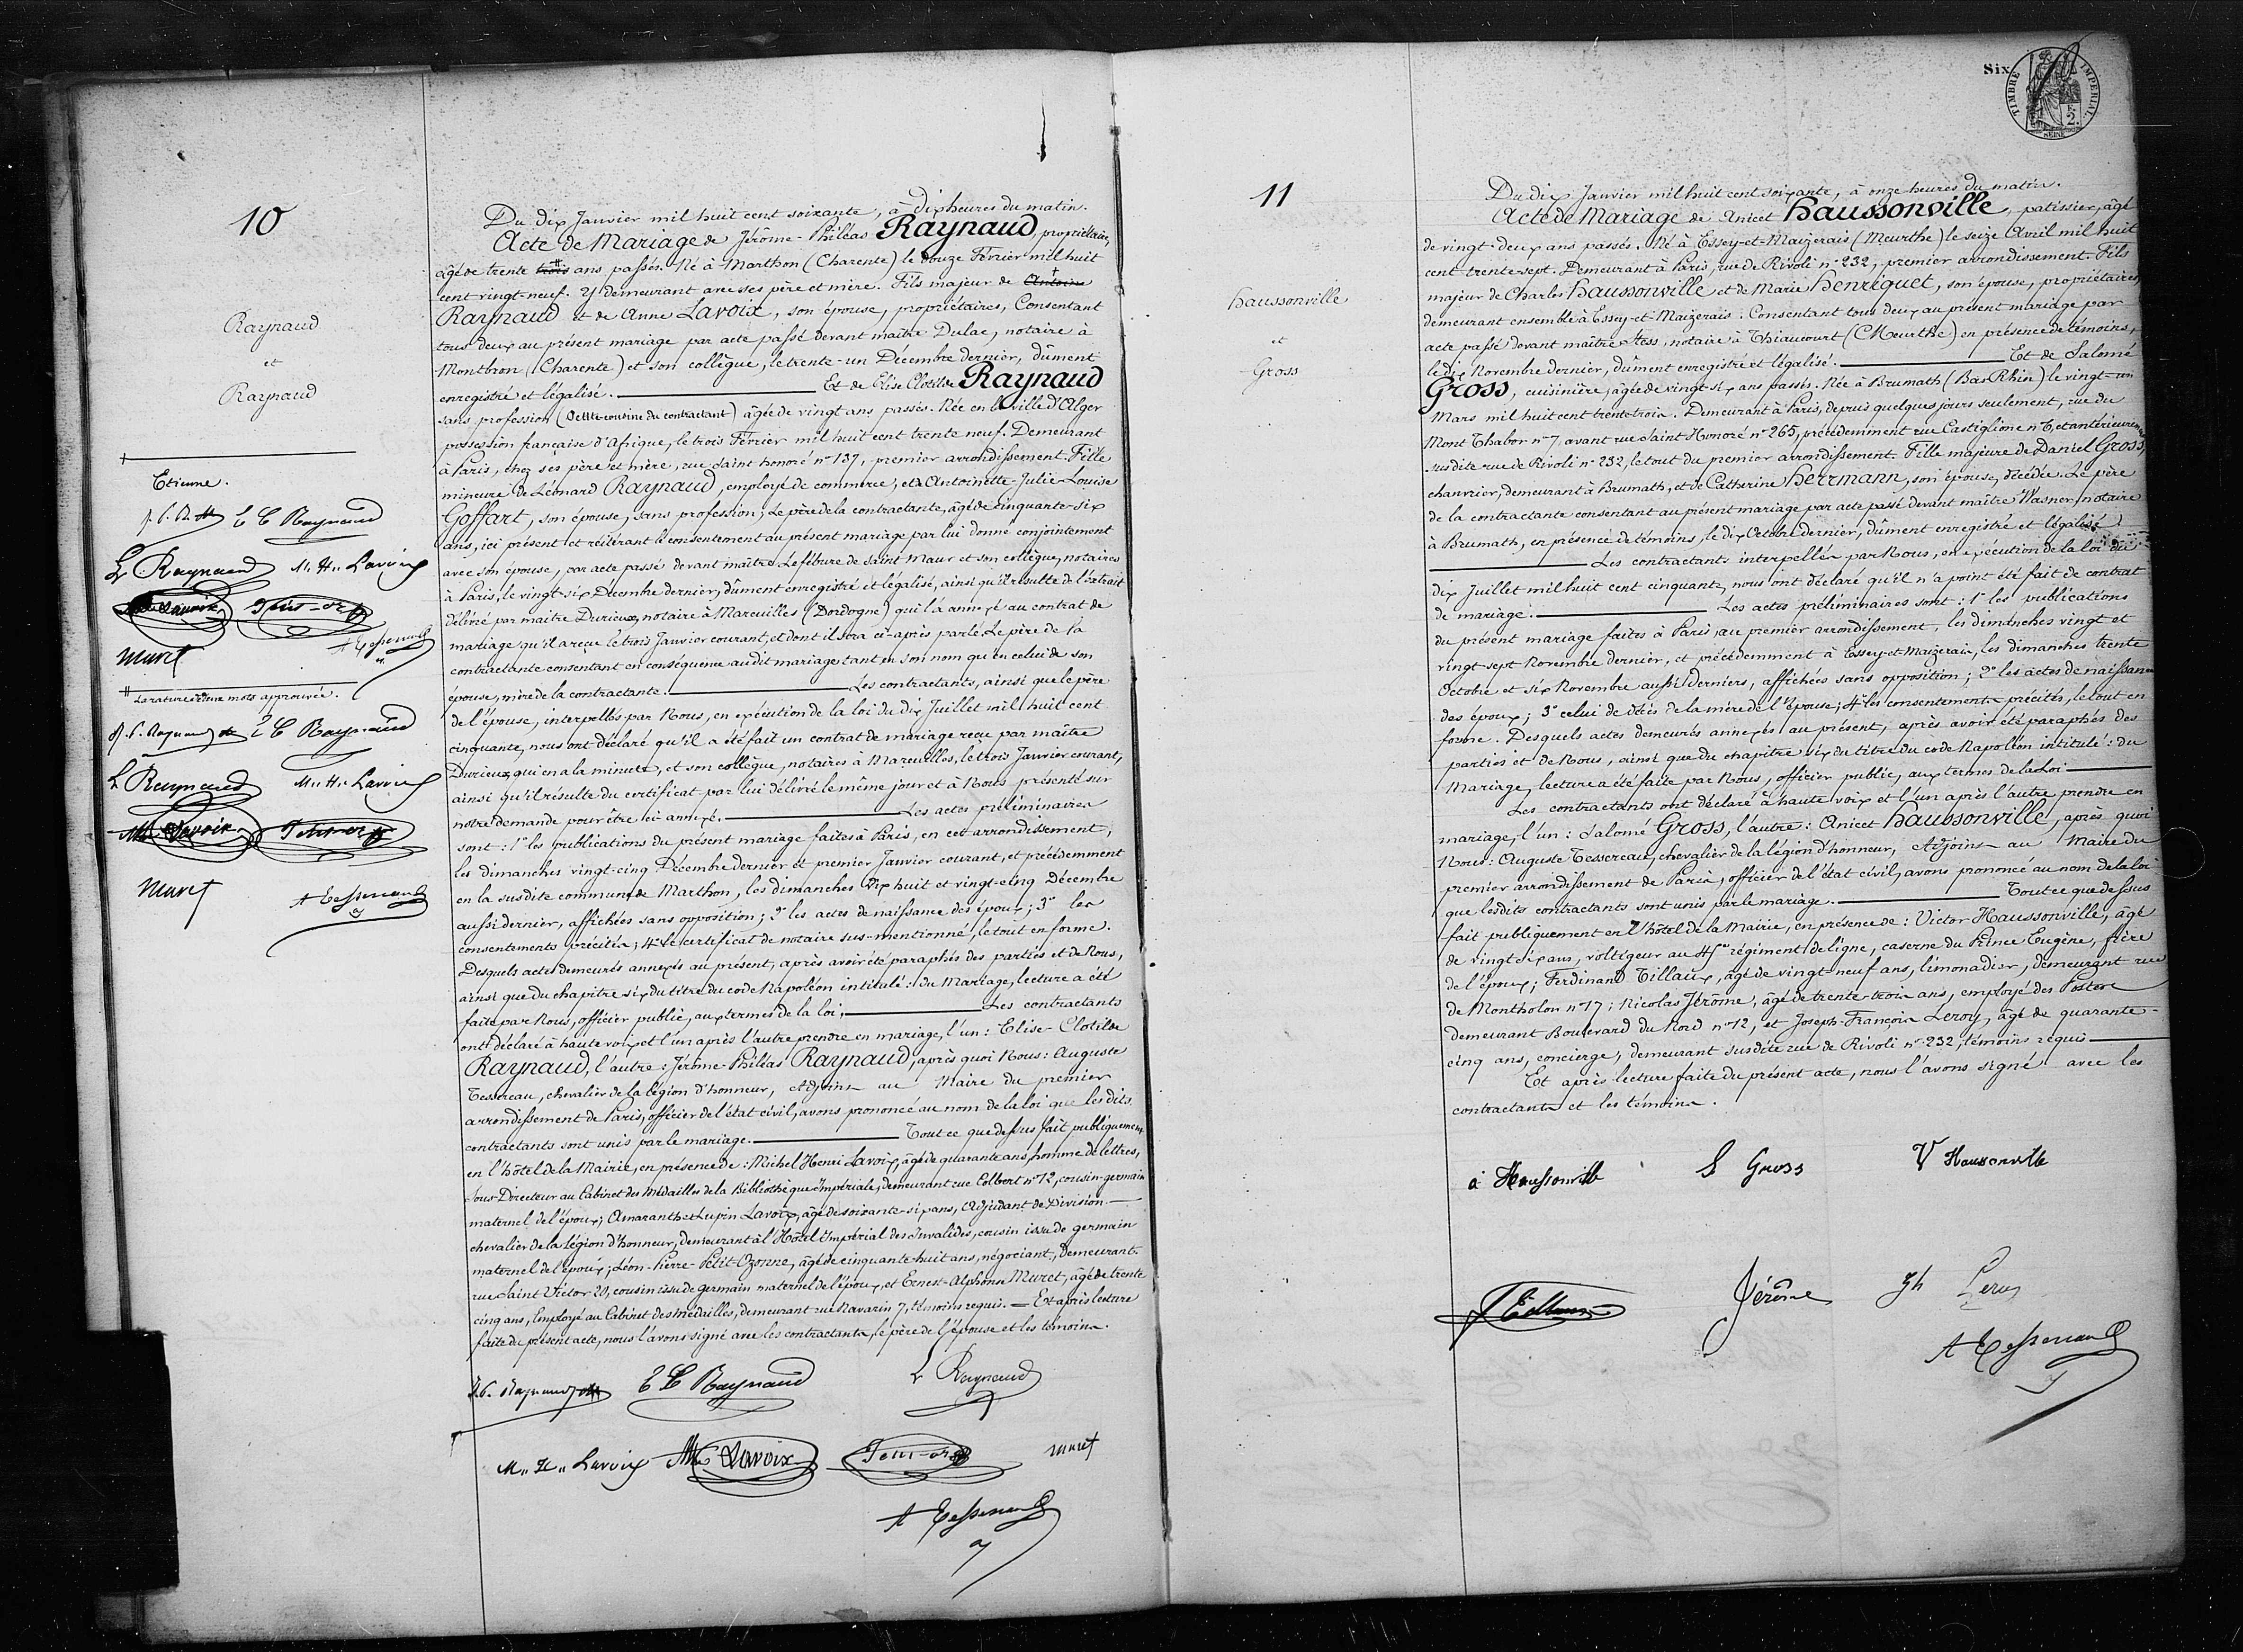 10
Raynaud
et
Raynaud
Etienne.
E C Raynaud
L Raynaud M. H. Lavoix
Lavoix Petit-oz
Muret
A Tessereau
# La rature d'un mots approuvée.
J. P. Raynaud E C Raynaud
L Raynaud M. H. Lavoix
Lavoix Petit-oz
Muret A Tessereau
Du dix Janvier mil huit cent soixante, à dix heures du matin.
Acte de Mariage de Jérôme-Philéas Raynaud, propriétaire,
âgé de trente trois ans passés. Né à Marthon (Charente) le douze Février mil huit
cent vingt-neuf. Y demeurant avec ses père et mère. Fils majeur de Antoine
Raynaud et de Anne Lavoix, son épouse, propriétaires, Consentant
tous deux au présent mariage par acte passé devant maître Dulac, notaire à
Montbron (Charente) et son collègue, le trente-un Décembre dernier, dûment
enregistré et légalisé. Et de Elise Clotilde Raynaud
sans profession (Petite cousine du contractant) âgée de vingt ans passés. Née en la ville d'Alger
possession française d'Afrique, le trois Février mil huit cent trente neuf. Demeurant
à Paris, chez ses père et mère, rue Saint honoré n° 137, premier arrondissement. Fille
mineure de Léonard Raynaud, employé de commerce, et de Antoinette-Julie-Louise
Goffart, son épouse, sans profession; Le père de la contractante, âgé de cinquante-six
ans, ici présent et réitérant le consentement au présent mariage par lui donné conjointement
avec son épouse, par acte passé devant maître Lefébure de Saint Maur et son collègue, notaires
à Paris, le vingt-six Décembre dernier, dûment enregistré et légalisé, ainsi qu'il résulte de l'extrait
délivré par maitre Durieux, notaire à Mareuilles (Dordogne) qui l'a annexé au contrat de
mariage qu'il a reçu le trois Janvier courant, et dont il sera ci-après parlé. Le père de la
contractante consentant en conséquence audit mariage tant en son nom qu'en celui de son
épouse, mère de la contractante. Les contractants, ainsi que le père
de l'épouse, interpellés par Nous, en exécution de la loi du dix Juillet mil huit cent
cinquante, nous ont déclaré qu'il a été fait un contrat de mariage reçu par maître
Durieux qui en a la minute, et son collègue, notaires à Mareuilles, le trois Janvier courant,
ainsi qu'il résulte du certificat par lui délivré le même jour et à Nous présenté sur
notre demande pour être ici annexé. Les actes préliminaires
sont: 1° les publications du présent mariage faites à Paris, en cet arrondissement,
les dimanches vingt-cinq Décembre dernier et premier Janvier courant, et précédemment
en la susdite commune de Marthon, les dimanches dix huit et vingt-cinq Décembre
aussi dernier, affichées sans opposition; 2° les actes de naissance des époux; 3° les
consentements précités; 4° le certificat de notaire sus-mentionné, le tout en forme.
Desquels actes demeurés annexés au présent, après avoir été paraphés des parties et de Nous,
ainsi que du chapitre six du titre du code Napoléon intitulé: du Mariage, lecture a été
faite par Nous, officier public, aux termes de la loi, Les contractants
ont déclaré à haute voix et l'un après l'autre prendre en mariage, l'un: Elise-Clotilde
Raynaud, l'autre: Jérôme Philéas Raynaud, après quoi Nous: Auguste
Tessereau, chevalier de la légion d'honneur, Adjoint au Maire du premier
arrondissement de Paris, officier de l'état civil, avons prononcé au nom de la loi que lesdits
contractants sont unis par le mariage. Tout ce que dessus fait publiquement
en l'hôtel de la Mairie, en présence de: Michel Henri Lavoix, âgé de quarante ans, homme de lettres,
Sous-Directeur au Cabinet des Médailles de la Bibliothèque Impériale, demeurant rue Colbert n° 12, cousin germain
maternel de l'époux; Amaranthe Lupin Lavoix, âgé de soixante-six ans, Adjudant de Division
chevalier de la légion d'honneur, demeurant à l'Hôtel Impérial des Invalides, cousin issu de germain
maternel de l'époux; Léon-Pierre-Petit-Ozonne, âgé de cinquante-huit ans, négociant, demeurant
rue Saint Victor 20, cousin issu de germain maternel de l'époux, et Ernest-Alphonse Muret, âgé de trente
cinq ans, Employé au Cabinet des médailles, demeurant rue Navarin 7, témoins requis. Et après lecture
faite du présent acte, nous l'avons signé avec les contractants, le père de l'épouse et les témoins.
J. P. Raynaud E C Raynaud L Raynaud
M. H. Lavoix Lavoix Petit-oz Muret
A Tessereau
Six
TIMBRE IMPÉRIAL
2
SEINE
11
Haussonville
et
Gross
Du dix Janvier mil huit cent soixante, à onze heures du matin.
Acte de Mariage de Anicet Haussonville, patissier, âgé
de vingt-deux ans passés. Né à Essey-et-Maizerais (Meurthe) le seize Avril mil huit
cent trente-sept. Demeurant à Paris, rue de Rivoli n° 232, premier arrondissement. Fils
majeur de Charles Haussonville et de Marie Henriquet, son épouse, propriétaires,
demeurant ensemble à Essey-et-Maizerais. Consentant tous deux au présent mariage par
acte passé devant maître Hess, notaire à Thiaucourt (Meurthe) en présence de témoins,
le dix Novembre dernier, dûment enregistré et légalisé. Et de Salomé
Gross, cuisinière, âgée de vingt-six ans passés. Née à Brumath (Bas Rhin) le vingt-un
Mars mil huit cent trente trois. Demeurant à Paris, depuis quelques jours seulement, rue du
Mont Thabor n° 7, avant rue Saint Honoré n° 265, précédemment rue Castiglione n° 6, et antérieurement
susdite rue de Rivoli n° 232, le tout du premier arrondissement. Fille majeure de Daniel Gross,
chanvrier, demeurant à Brumath, et de Catherine Herrmann, son épouse, décédée. Le père
de la contractante consentant au présent mariage par acte passé devant maître Wasner, notaire
à Brumath, en présence de témoins, le dix Octobre dernier, dûment enregistré et légalisé.
Les contractants interpellés par Nous, en exécution de la loi du
dix Juillet mil huit cent cinquante, nous ont déclaré qu'il n'a point été fait de contrat
de mariage. Les actes préliminaires sont: 1° les publications
du présent mariage faites à Paris, au premier arrondissement, les dimanches vingt et
vingt-sept Novembre dernier, et précédemment à Essey-et-Maizerais, les dimanches trente
Octobre et six Novembre aussi derniers, affichées sans opposition; 2° les actes de naissance
des époux; 3° celui de décès de la mère de l'épouse; 4° les consentements précités, le tout en
forme. Desquels actes demeurés annexés au présent, après avoir été paraphés des
parties et de Nous, ainsi que du chapitre six du titre du code Napoléon intitulé: du
Mariage, lecture a été faite par Nous, officier public, aux termes de la Loi
Les contractants ont déclaré à haute voix et l'un après l'autre prendre en
mariage, l'un: Salomé Gross, l'autre: Anicet Haussonville, après quoi
Nous: Auguste Tessereau, chevalier de la légion d'honneur, Adjoint au Maire du
premier arrondissement de Paris, officier de l'état civil, avons prononcé au nom de la loi
que lesdits contractants sont unis par le mariage. Tout ce que dessus
fait publiquement en l'hôtel de la Mairie, en présence de: Victor Haussonville, âgé
de vingt six ans, voltigeur au régiment de ligne, caserne du Prince Eugène, frère
de l'époux; Ferdinand Tillaux, âgé de vingt-neuf ans, limonadier, demeurant rue
de Montholon n° 17; Nicolas Jérôme, âgé de trente-trois ans, employé des Postes
demeurant Boulevard du Nord n° 12, et Joseph-François Leroy, âgé de quarante-
cinq ans, concierge, demeurant susdite rue de Rivoli n° 232, témoins requis
Et après lecture faite du présent acte, nous l'avons signé avec les
contractants et les témoins.
a Haussonville S Gross V Haussonville
Tillaux Jérôme Jh Leroy
A Tessereau